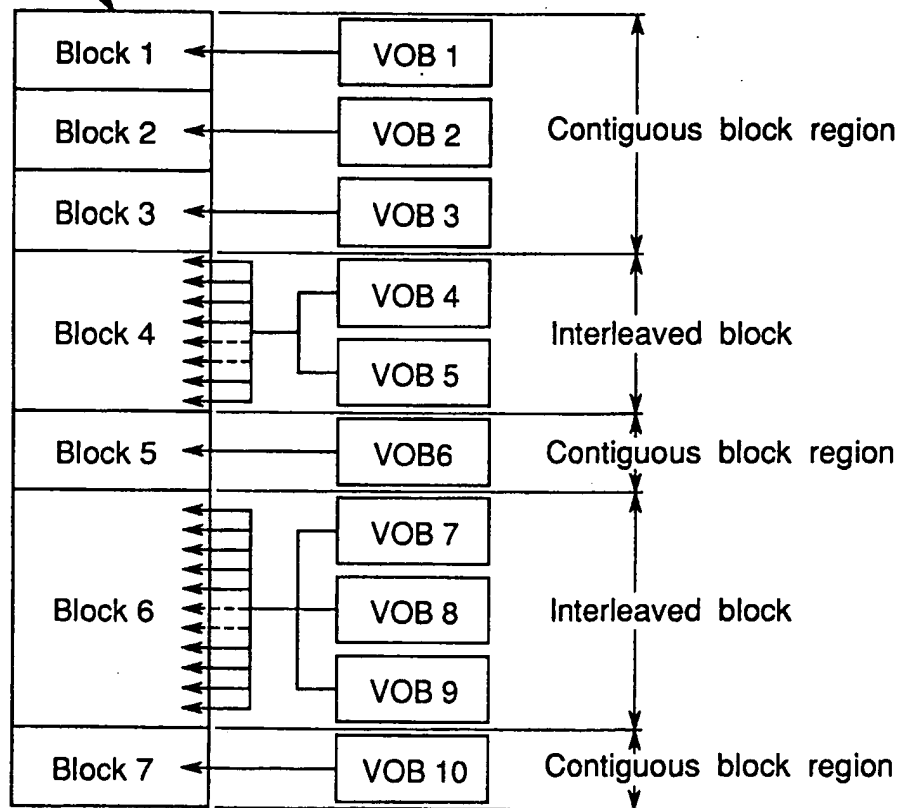 Block 1
VOB 1
Block 2
VOB 2
Contiguous block region
Block 3
VOB 3
Block 4
VOB 4
Interleaved block
VOB 5
Block 5
VOB6
Contiguous block region
VOB 7
Block 6
VOB 8
Interleaved block
VOB 9
Block 7
VOB 10
Contiguous block region